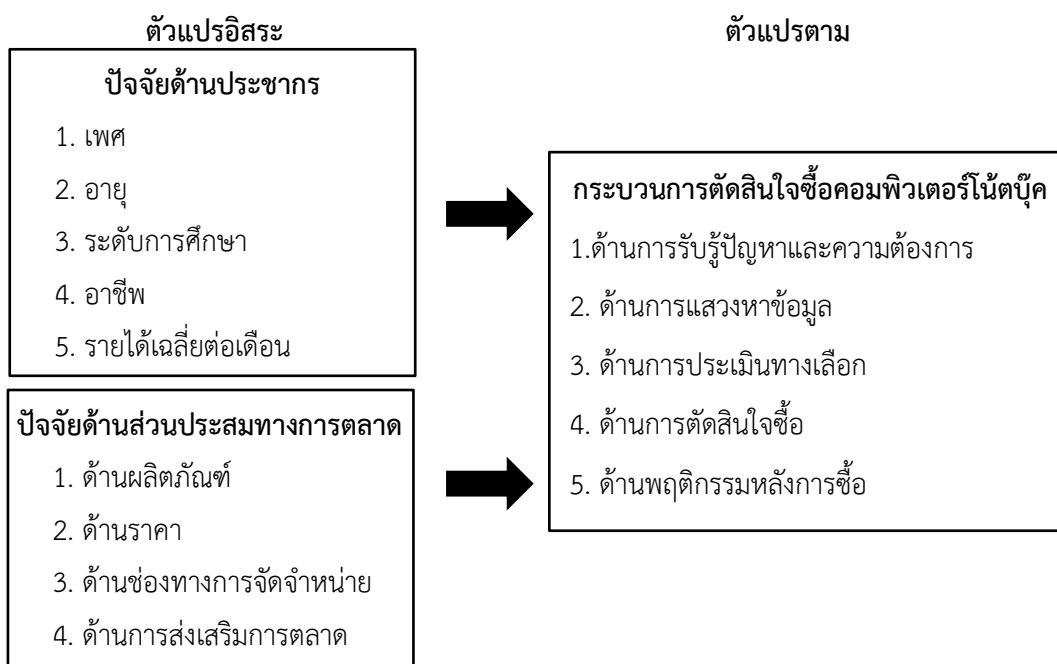 ตัวแปรอิสระ
ปัจจัยด้านประชากร
1. เพศ
2. อายุ
3. ระดับการศึกษา
4. อาชีพ
5. รายได้เฉลี่ยต่อเดือน
ปัจจัยด้านส่วนประสมทางการตลาด
1. ด้านผลิตภัณฑ์
2. ด้านราคา
3. ด้านช่องทางการจัดจำหน่าย
4. ด้านการส่งเสริมการตลาด
ตัวแปรตาม
กระบวนการตัดสินใจซื้อคอมพิวเตอร์โน้ตบุ๊ค
1.ด้านการรับรู้ปัญหาและความต้องการ
2. ด้านการแสวงหาข้อมูล
3. ด้านการประเมินทางเลือก
4. ด้านการตัดสินใจซื้อ
5. ด้านพฤติกรรมหลังการซื้อ